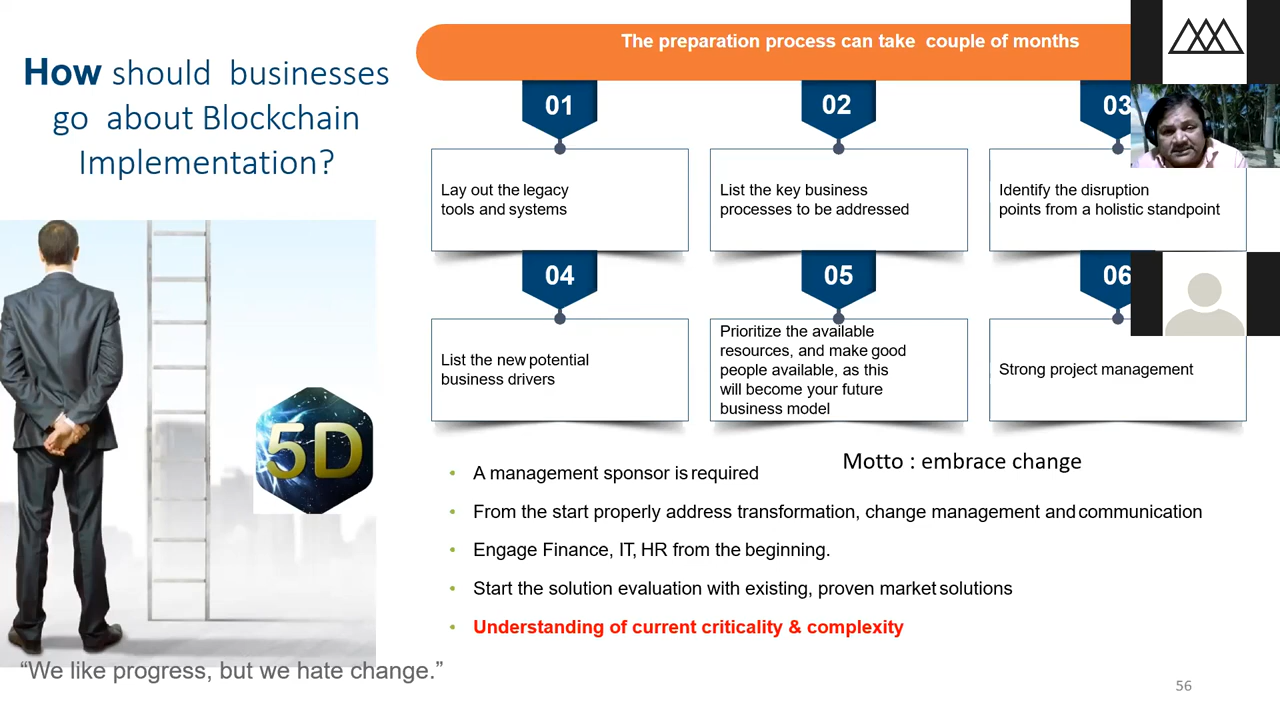 How should businesses
go about Blockchain
Implementation?
The preparation process can take couple of months
01
02
03
Lay out the legacy
tools and systems
List the key business
processes to be addressed
Identify the disruption
points from a holistic standpoint
04
05
06
List the new potential
business drivers
Prioritize the available
resources, and make good
people available, as this
will become your future
business model
Strong project management
5D
Motto : embrace change
• A management sponsor is required
• From the start properly address transformation, change management and communication
• Engage Finance, IT, HR from the beginning.
• Start the solution evaluation with existing, proven market solutions
• Understanding of current criticality & complexity
“We like progress, but we hate change.”
56